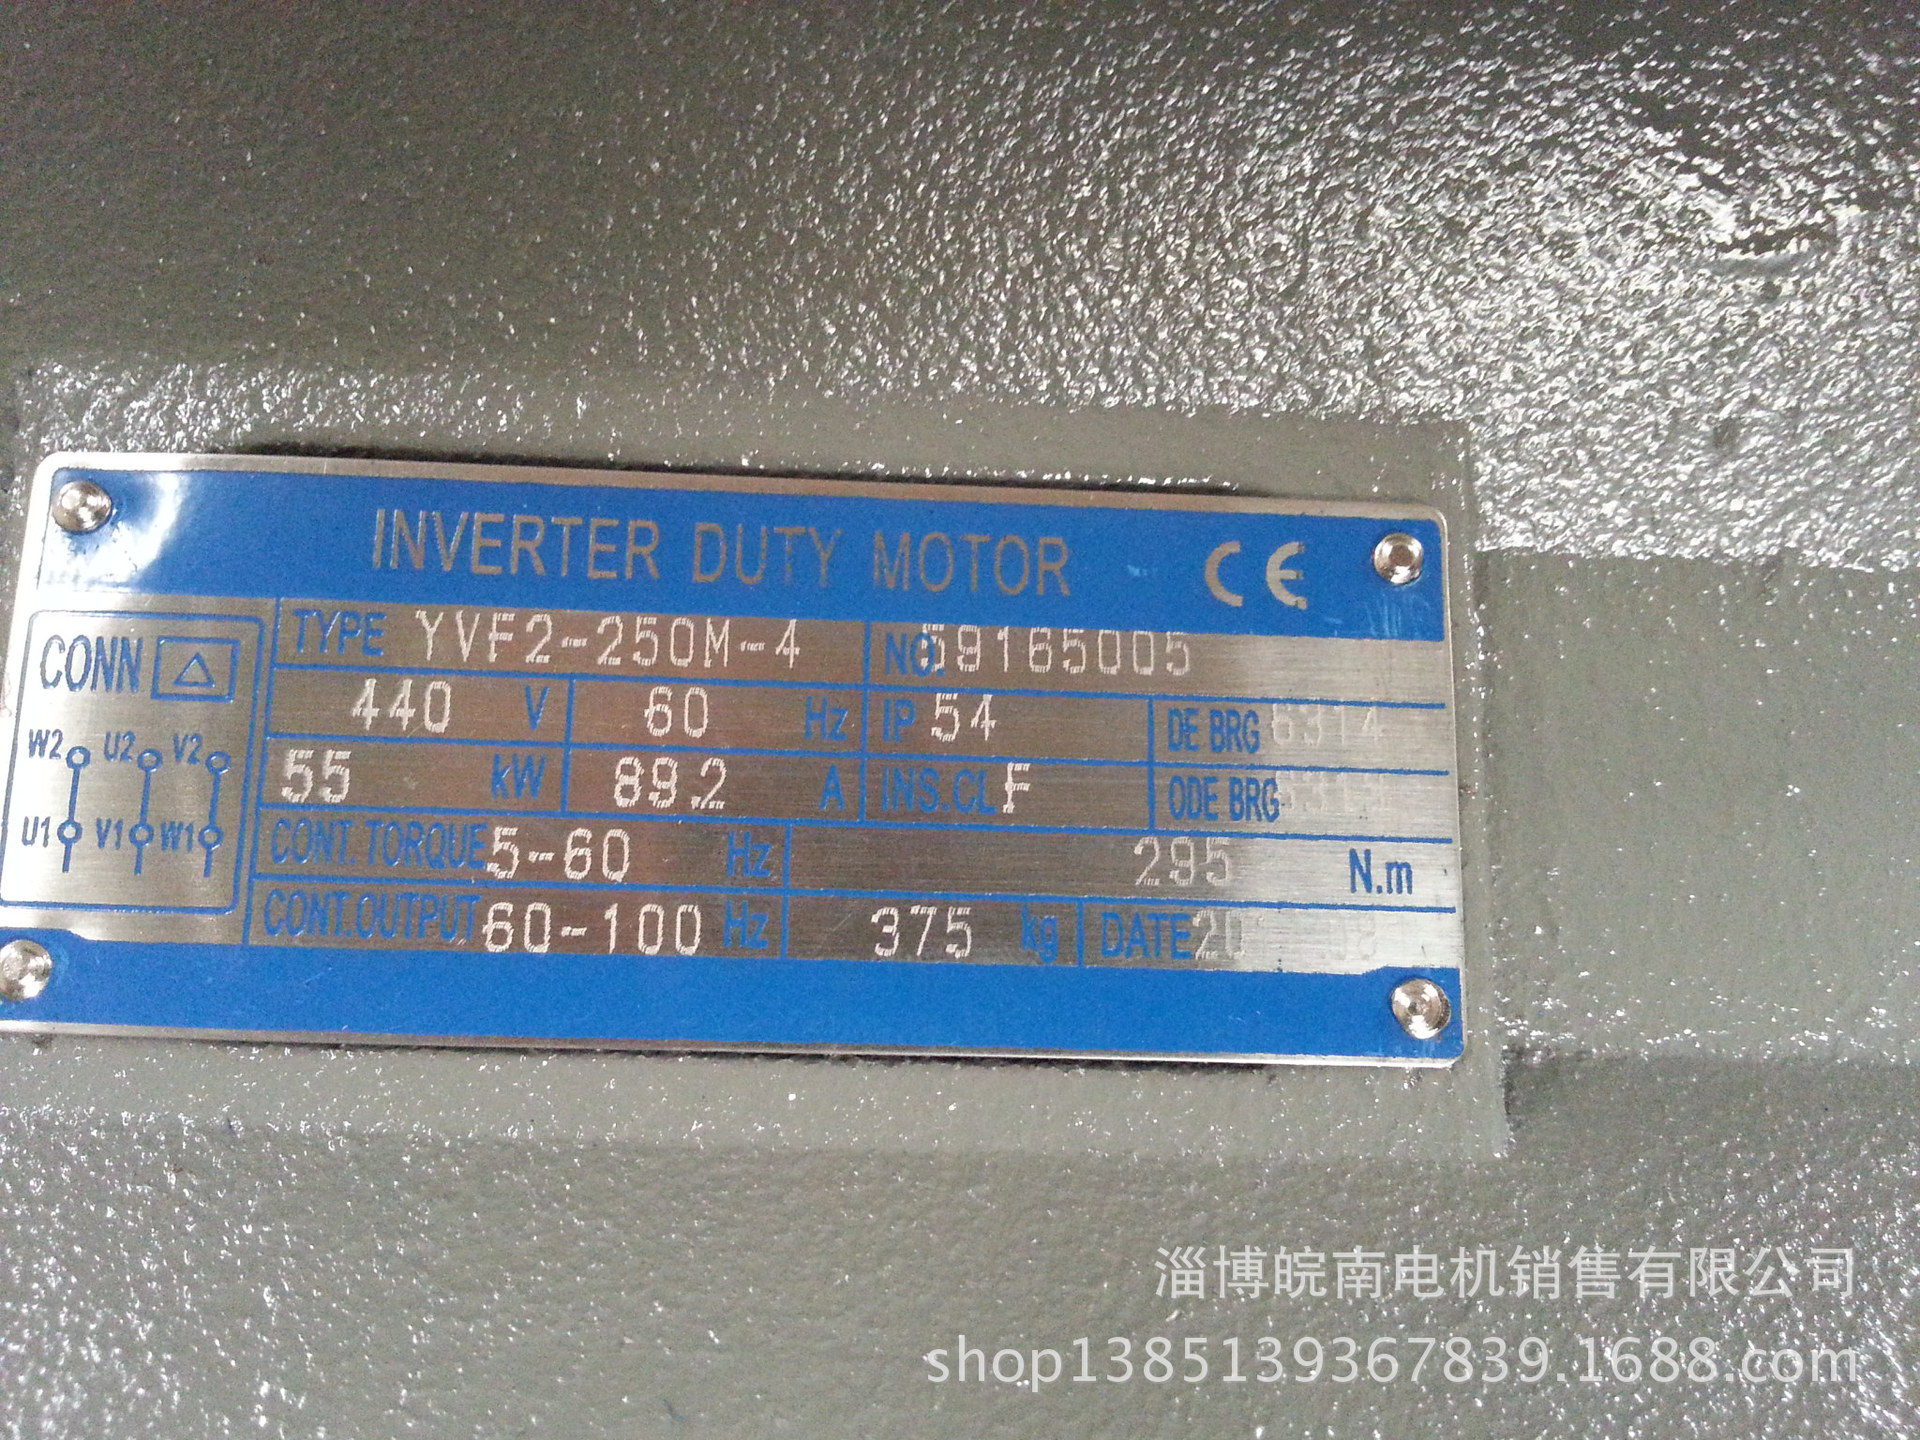 INVERTER DUTY MOTOR CE
CONN △
TYPE YVF2-250M-4 NO. 59165005
440 V 60 Hz IP 54 DE BRG 6314
W2 U2 V2
55 kW 89.2 A INS.CL F ODE BRG
U1 V1 W1
CONT. TORQUE 5-60 Hz 295 N.m
CONT.OUTPUT 60-100 Hz 375 kg DATE
淄博皖南电机销售有限公司
shop1385139367839.1688.com